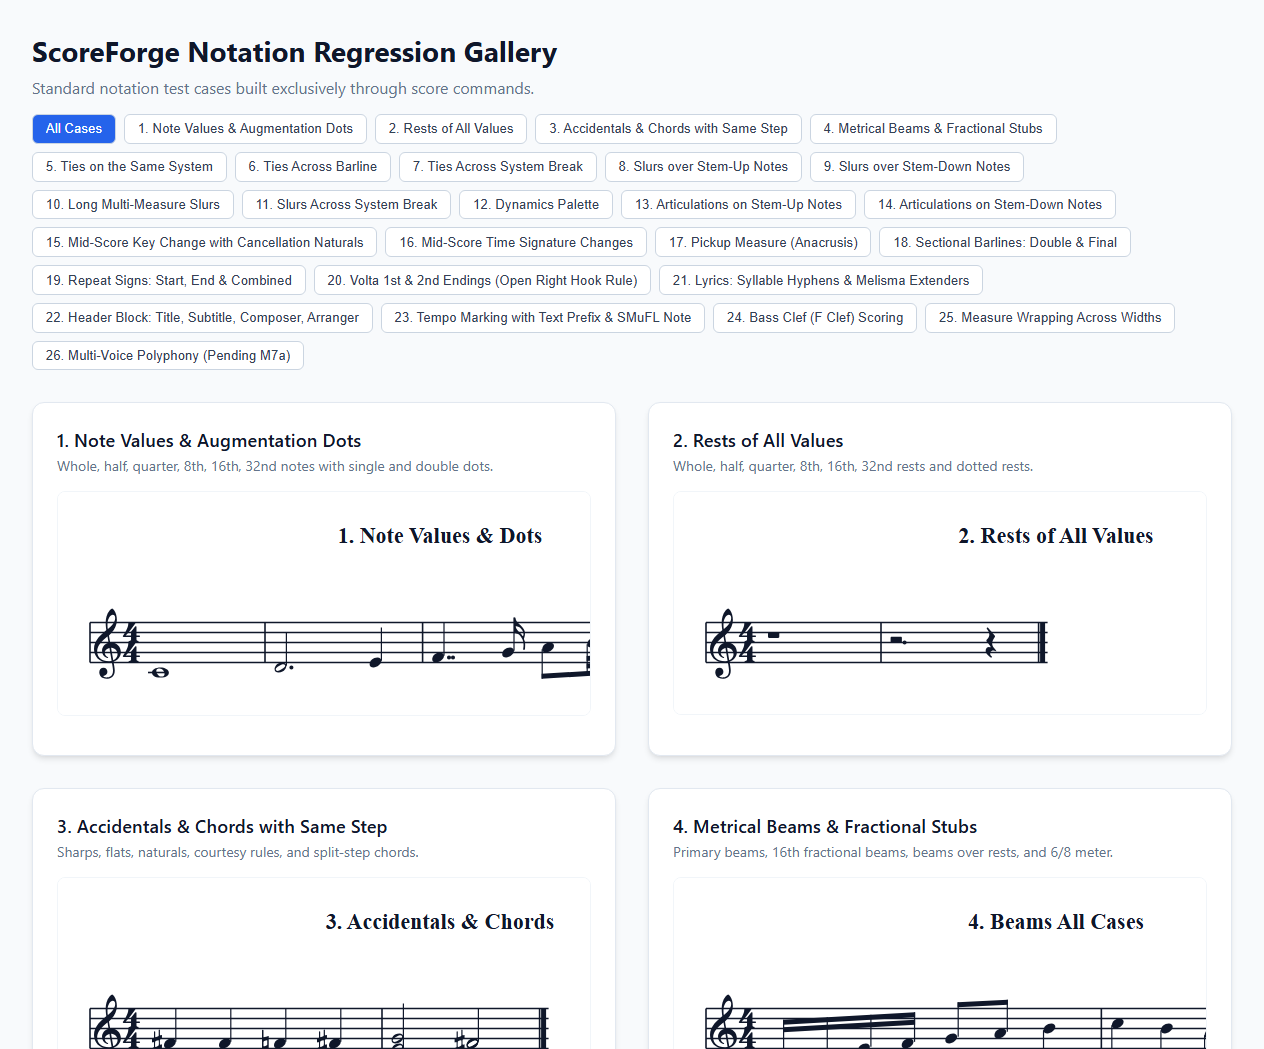 ScoreForge Notation Regression Gallery
Standard notation test cases built exclusively through score commands.
All Cases
1. Note Values & Augmentation Dots
2. Rests of All Values
3. Accidentals & Chords with Same Step
4. Metrical Beams & Fractional Stubs
5. Ties on the Same System
6. Ties Across Barline
7. Ties Across System Break
8. Slurs over Stem-Up Notes
9. Slurs over Stem-Down Notes
10. Long Multi-Measure Slurs
11. Slurs Across System Break
12. Dynamics Palette
13. Articulations on Stem-Up Notes
14. Articulations on Stem-Down Notes
15. Mid-Score Key Change with Cancellation Naturals
16. Mid-Score Time Signature Changes
17. Pickup Measure (Anacrusis)
18. Sectional Barlines: Double & Final
19. Repeat Signs: Start, End & Combined
20. Volta 1st & 2nd Endings (Open Right Hook Rule)
21. Lyrics: Syllable Hyphens & Melisma Extenders
22. Header Block: Title, Subtitle, Composer, Arranger
23. Tempo Marking with Text Prefix & SMuFL Note
24. Bass Clef (F Clef) Scoring
25. Measure Wrapping Across Widths
26. Multi-Voice Polyphony (Pending M7a)
1. Note Values & Augmentation Dots
Whole, half, quarter, 8th, 16th, 32nd notes with single and double dots.
1. Note Values & Dots
2. Rests of All Values
Whole, half, quarter, 8th, 16th, 32nd rests and dotted rests.
2. Rests of All Values
3. Accidentals & Chords with Same Step
Sharps, flats, naturals, courtesy rules, and split-step chords.
3. Accidentals & Chords
4. Metrical Beams & Fractional Stubs
Primary beams, 16th fractional beams, beams over rests, and 6/8 meter.
4. Beams All Cases